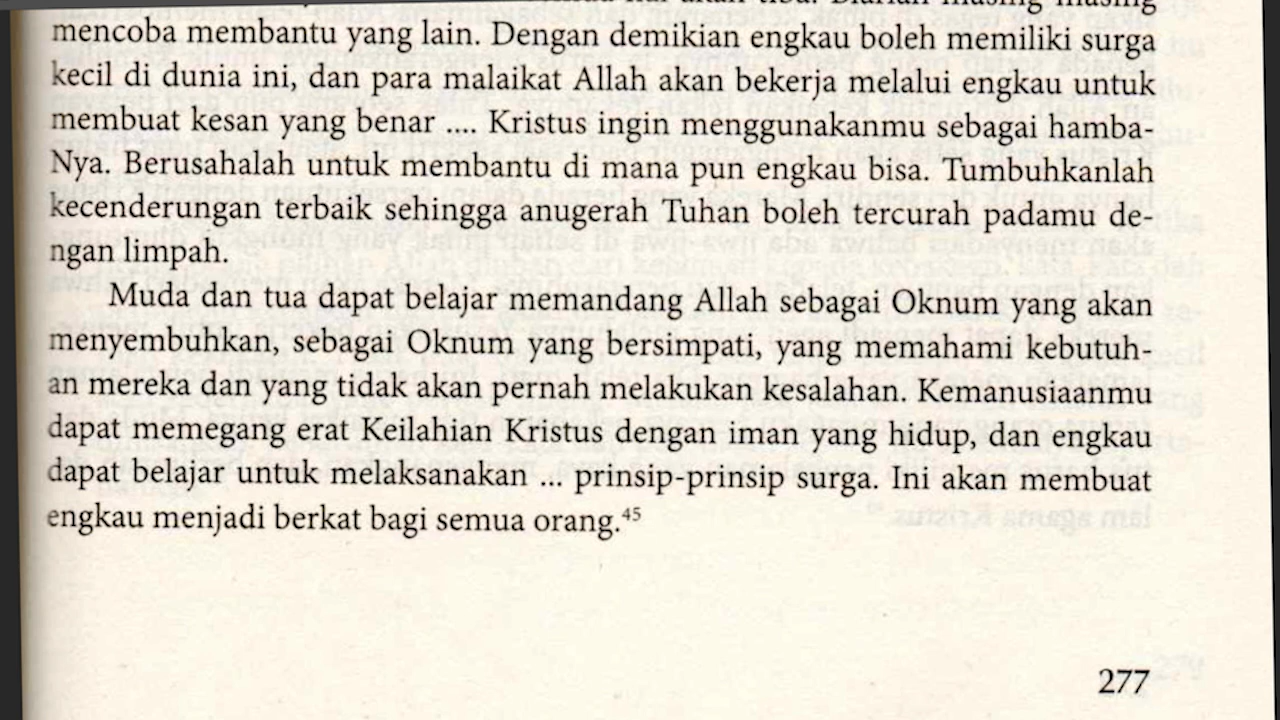 mencoba membantu yang lain. Dengan demikian engkau boleh memiliki surga
kecil di dunia ini, dan para malaikat Allah akan bekerja melalui engkau untuk
membuat kesan yang benar .... Kristus ingin menggunakanmu sebagai hamba-
Nya. Berusahalah untuk membantu di mana pun engkau bisa. Tumbuhkanlah
kecenderungan terbaik sehingga anugerah Tuhan boleh tercurah padamu de-
ngan limpah.
Muda dan tua dapat belajar memandang Allah sebagai Oknum yang akan
menyembuhkan, sebagai Oknum yang bersimpati, yang memahami kebutuh-
an mereka dan yang tidak akan pernah melakukan kesalahan. Kemanusiaanmu
dapat memegang erat Keilahian Kristus dengan iman yang hidup, dan engkau
dapat belajar untuk melaksanakan ... prinsip-prinsip surga. Ini akan membuat
engkau menjadi berkat bagi semua orang.⁴⁵
277